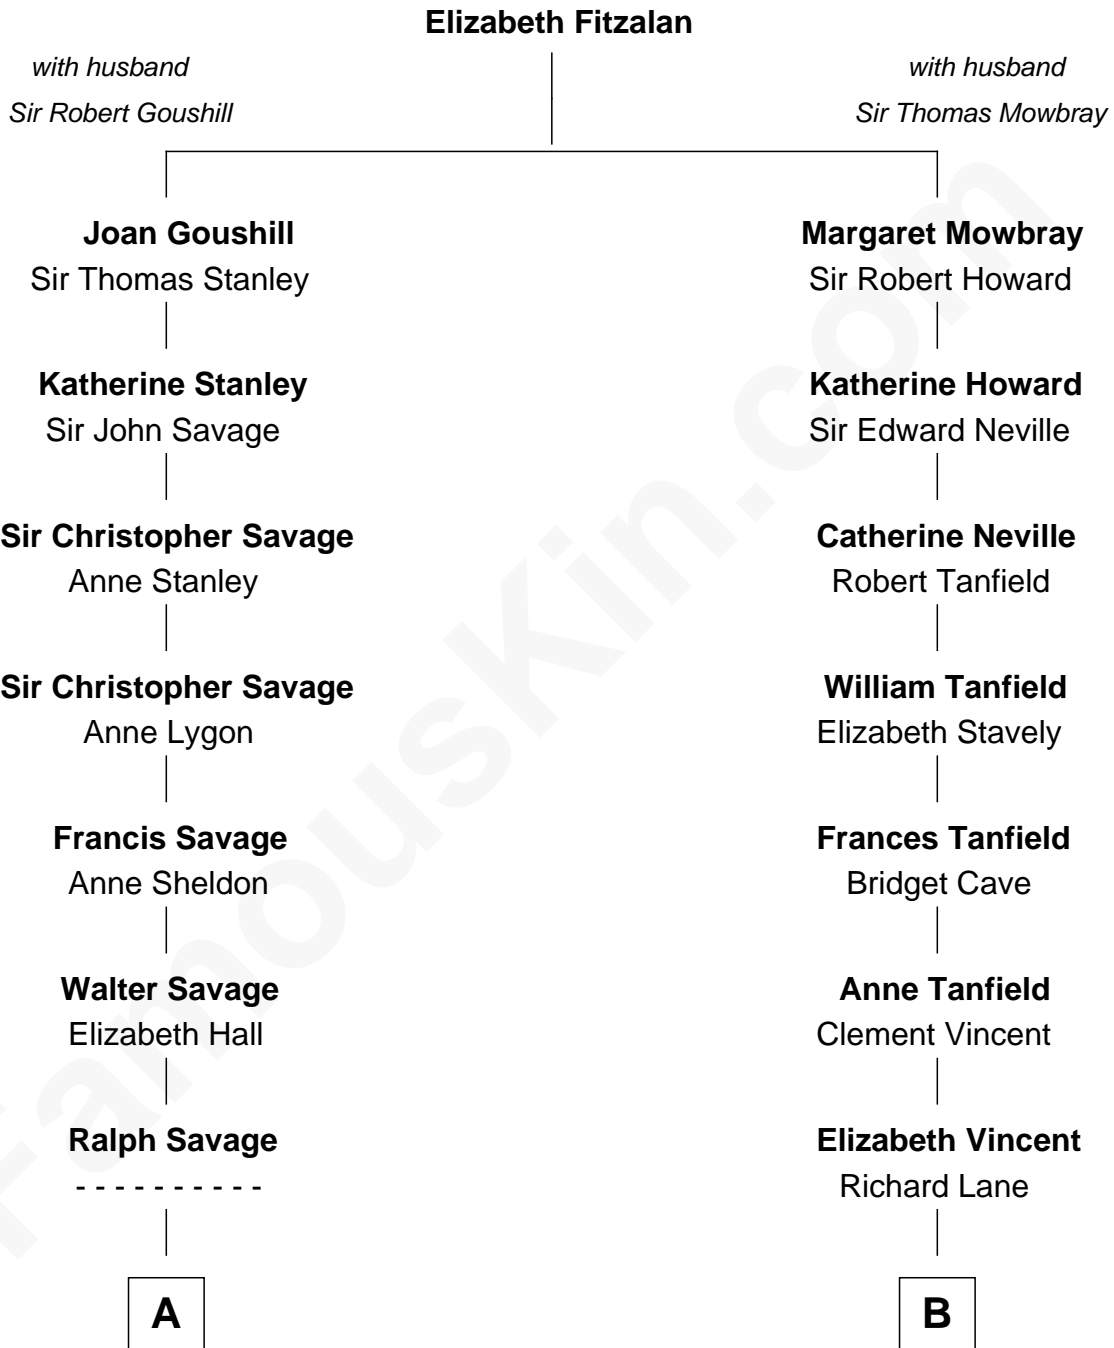 Elizabeth Fitzalan
with husband
Sir Robert Goushill
with husband
Sir Thomas Mowbray
Joan Goushill
Sir Thomas Stanley
Margaret Mowbray
Sir Robert Howard
Katherine Stanley
Sir John Savage
Katherine Howard
Sir Edward Neville
Sir Christopher Savage
Anne Stanley
Catherine Neville
Robert Tanfield
Sir Christopher Savage
Anne Lygon
William Tanfield
Elizabeth Stavely
Francis Savage
Anne Sheldon
Frances Tanfield
Bridget Cave
Walter Savage
Elizabeth Hall
Anne Tanfield
Clement Vincent
Ralph Savage
- - - - - - - - - -
Elizabeth Vincent
Richard Lane
A
B
FamousKin.com